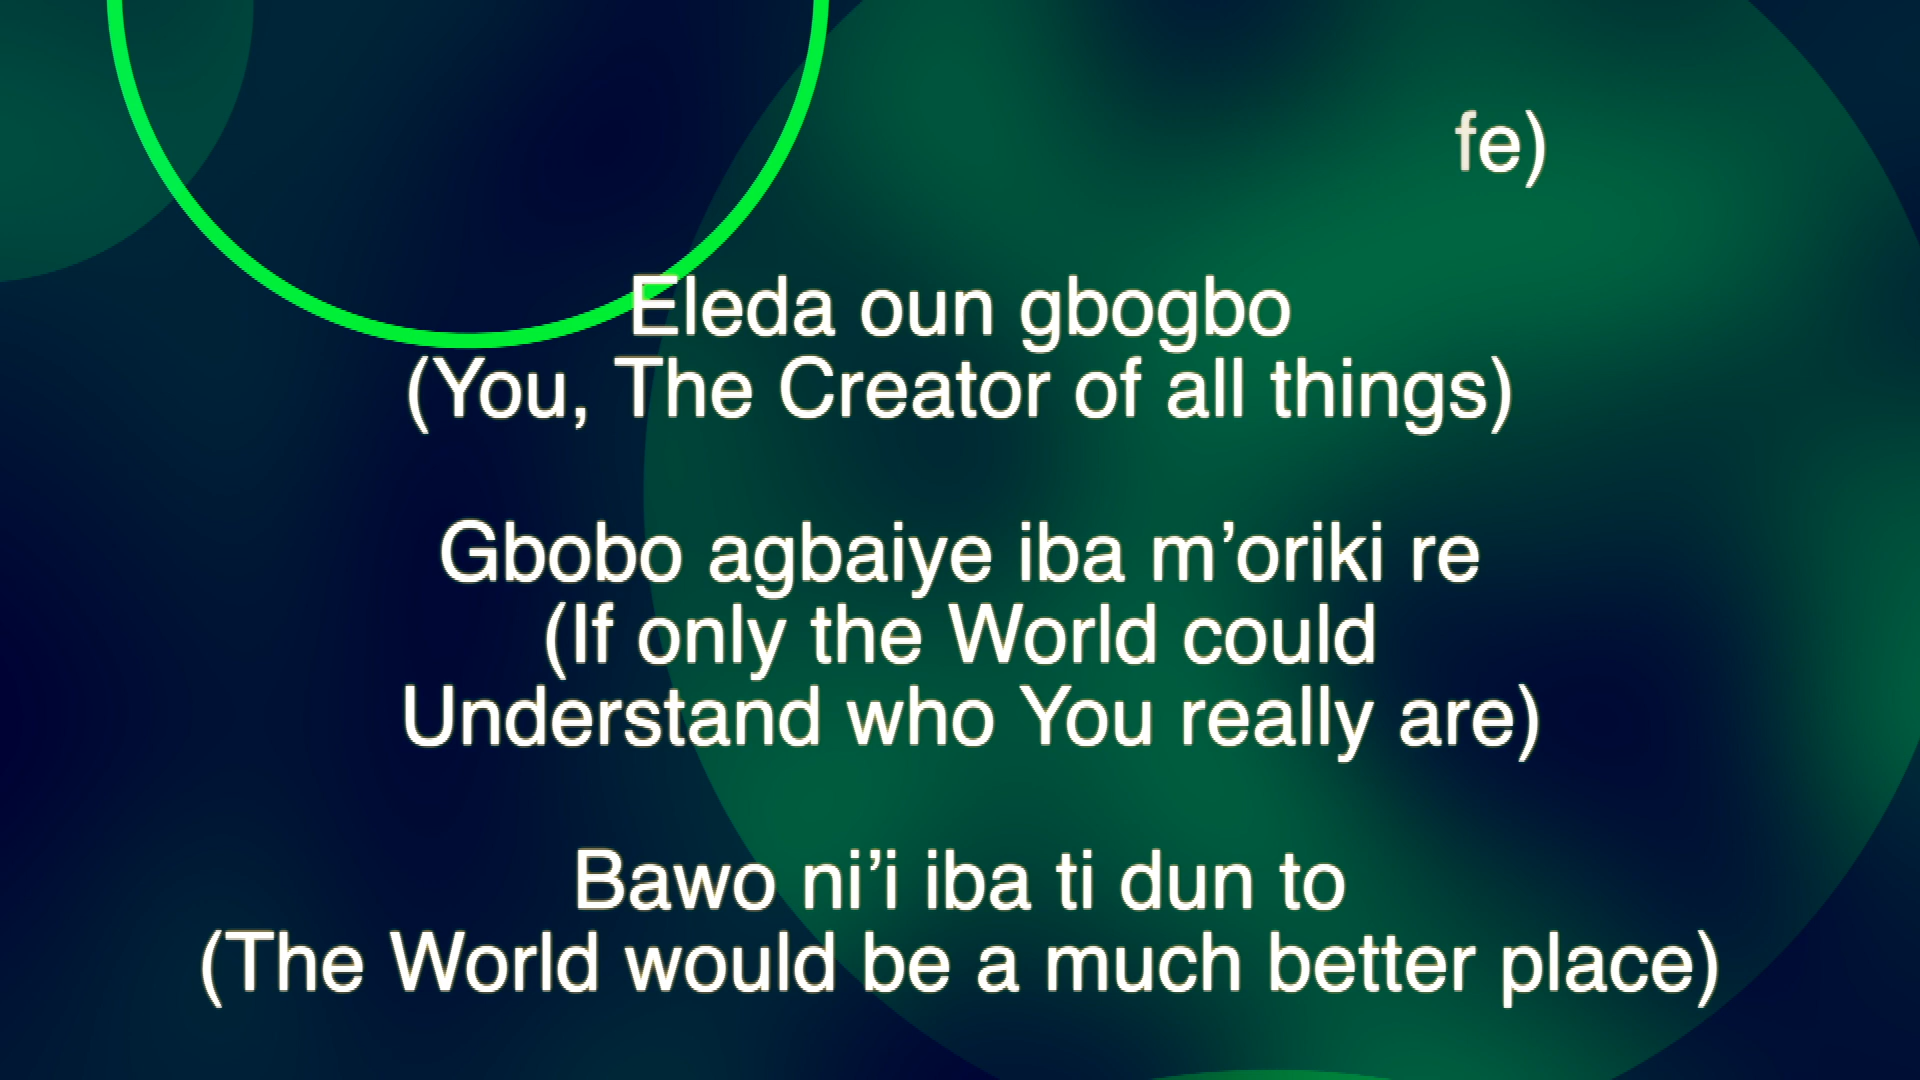 fe)
Eleda oun gbogbo
(You, The Creator of all things)
Gbobo agbaiye iba m’oriki re
(If only the World could
Understand who You really are)
Bawo ni’i iba ti dun to
(The World would be a much better place)